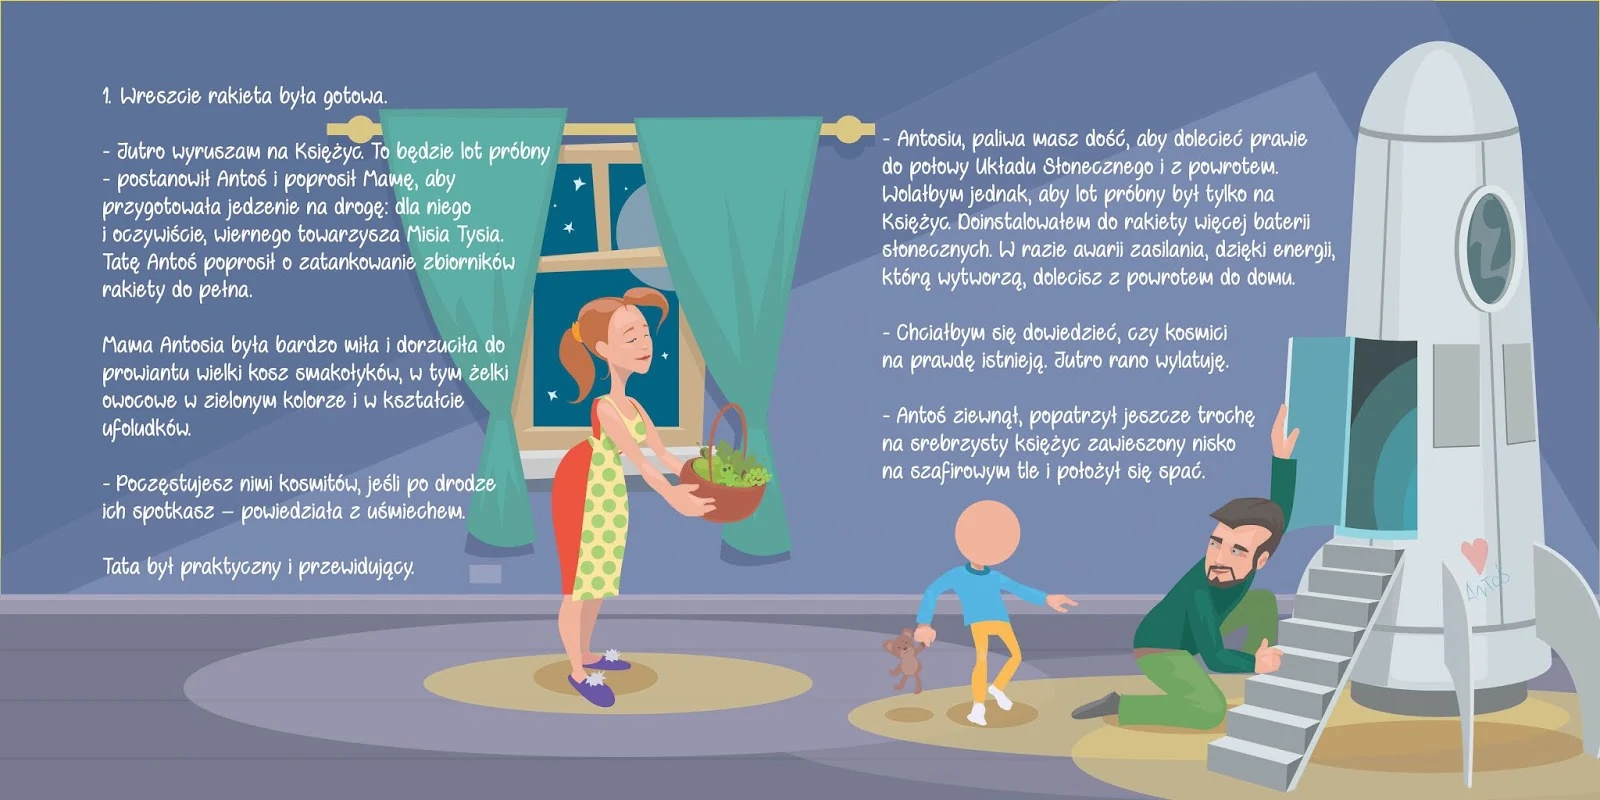 1. Wreszcie rakieta była gotowa.
- Jutro wyruszam na Księżyc. To będzie lot próbny
- postanowił Antoś i poprosił Mamę, aby
przygotowała jedzenie na drogę: dla niego
i oczywiście, wiernego towarzysza Misia Tysia.
Tatę Antoś poprosił o zatankowanie zbiorników
rakiety do pełna.
Mama Antosia była bardzo miła i dorzuciła do
prowiantu wielki kosz smakołyków, w tym żelki
owocowe w zielonym kolorze i w kształcie
ufoludków.
- Poczęstujesz nimi kosmitów, jeśli po drodze
ich spotkasz – powiedziała z uśmiechem.
Tata był praktyczny i przewidujący.
- Antosiu, paliwa masz dość, aby dolecieć prawie
do połowy Układu Słonecznego i z powrotem.
Wolałbym jednak, aby lot próbny był tylko na
Księżyc. Doinstalowałem do rakiety więcej baterii
słonecznych. W razie awarii zasilania, dzięki energii,
którą wytworzą, dolecisz z powrotem do domu.
- Chciałbym się dowiedzieć, czy kosmici
na prawdę istnieją. Jutro rano wylatuję.
- Antoś ziewnął, popatrzył jeszcze trochę
na srebrzysty księżyc zawieszony nisko
na szafirowym tle i położył się spać.
ANTOŚ